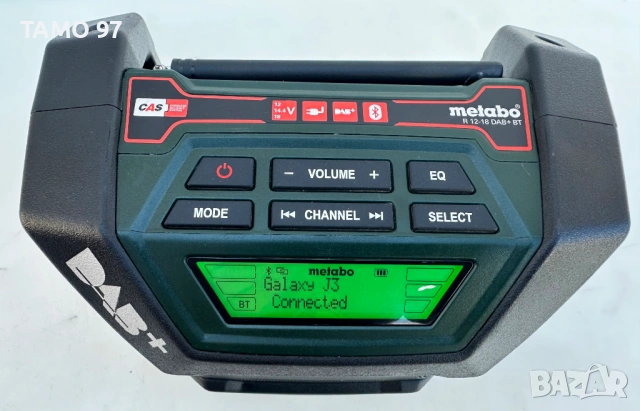 TAMO 97
CAS
12
14.4 V
18
DAB+
metabo
R 12-18 DAB+ BT
− VOLUME +
EQ
MODE
CHANNEL
SELECT
metabo
Galaxy J3
BT
Connected
DAB+
BAZAR